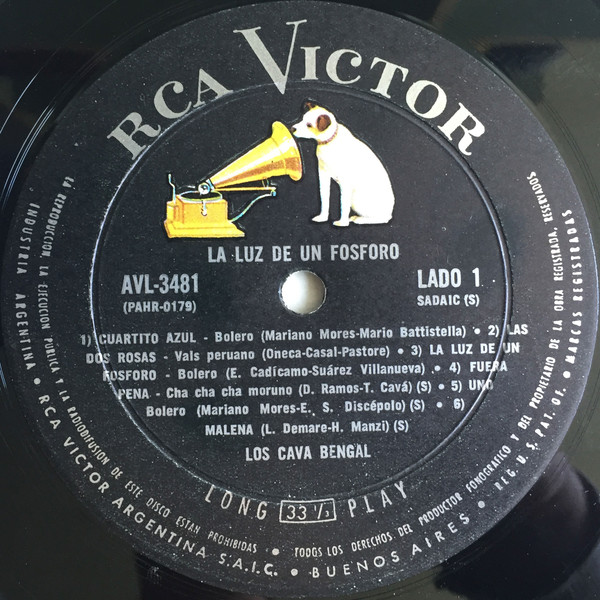 RCA VICTOR
LA LUZ DE UN FOSFORO
AVL-3481
(PAHR-0179)
LADO 1
SADAIC (S)
1) CUARTITO AZUL - Bolero (Mariano Mores-Mario Battistella) • 2) LAS
DOS ROSAS - Vals peruano (Oneca-Casal-Pastore) • 3) LA LUZ DE UN
FOSFORO - Bolero (E. Cadícamo-Suárez Villanueva) • 4) FUERA
PENA - Cha cha cha moruno (D. Ramos-T. Cavá) (S) • 5) UNO
Bolero (Mariano Mores-E. S. Discépolo) (S) • 6)
MALENA (L. Demare-H. Manzi) (S)
LOS CAVA BENGAL
LONG 33 1/3 PLAY
LA REPRODUCCION, LA EJECUCION PUBLICA Y LA RADIODIFUSION DE ESTE DISCO ESTAN PROHIBIDAS • TODOS LOS DERECHOS DEL PRODUCTOR FONOGRAFICO Y DEL PROPIETARIO DE LA OBRA REGISTRADA, RESERVADOS
INDUSTRIA ARGENTINA • RCA VICTOR ARGENTINA S.A.I.C. • BUENOS AIRES • REG. U.S. PAT. OF. • MARCAS REGISTRADAS